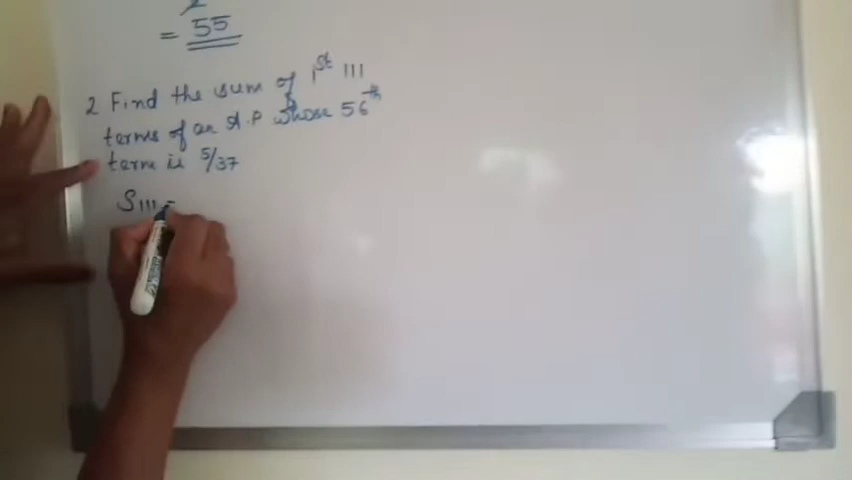 = 55
2 Find the sum of 1st 111
terms of an A.P whose 56th
term is 5/37
S111 =